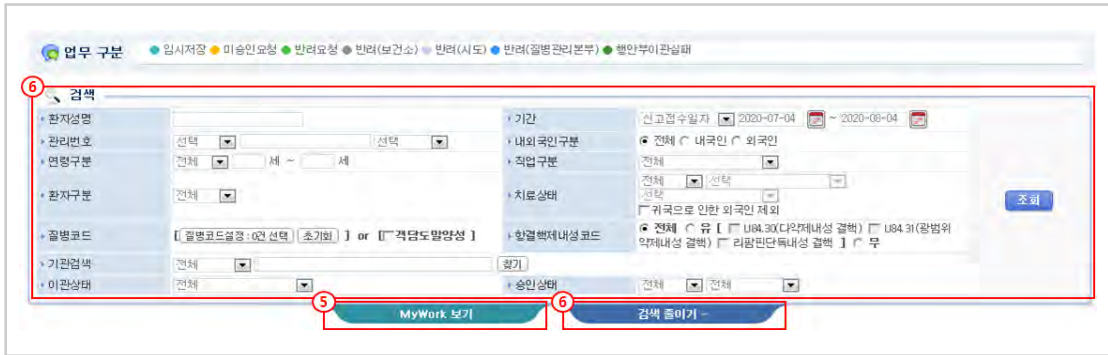 업무 구분 임시저장 미승인요청 반려요청 반려(보건소) 반려(시도) 반려(질병관리본부) 행안부이관실패
⑥ 검색
환자성명 기간 신고접수일자 2020-07-04 ~ 2020-08-04
관리번호 선택 선택 내외국인구분 전체 내국인 외국인
연령구분 전체 세 ~ 세 직업구분 전체
환자구분 전체 치료상태 전체 선택
선택
귀국으로 인한 외국인 제외
조회
질병코드 [ 질병코드설정 : 0건 선택 초기화 ] or [ 객담도말양성 ] 항결핵제내성코드 전체 유 [ U84.30(다약제내성 결핵) U84.31(광범위
약제내성 결핵) 리팜핀단독내성 결핵 ] 무
기관검색 전체 찾기
이관상태 전체 승인상태 전체 전체
⑤ MyWork 보기 ⑥ 검색 줄이기 -